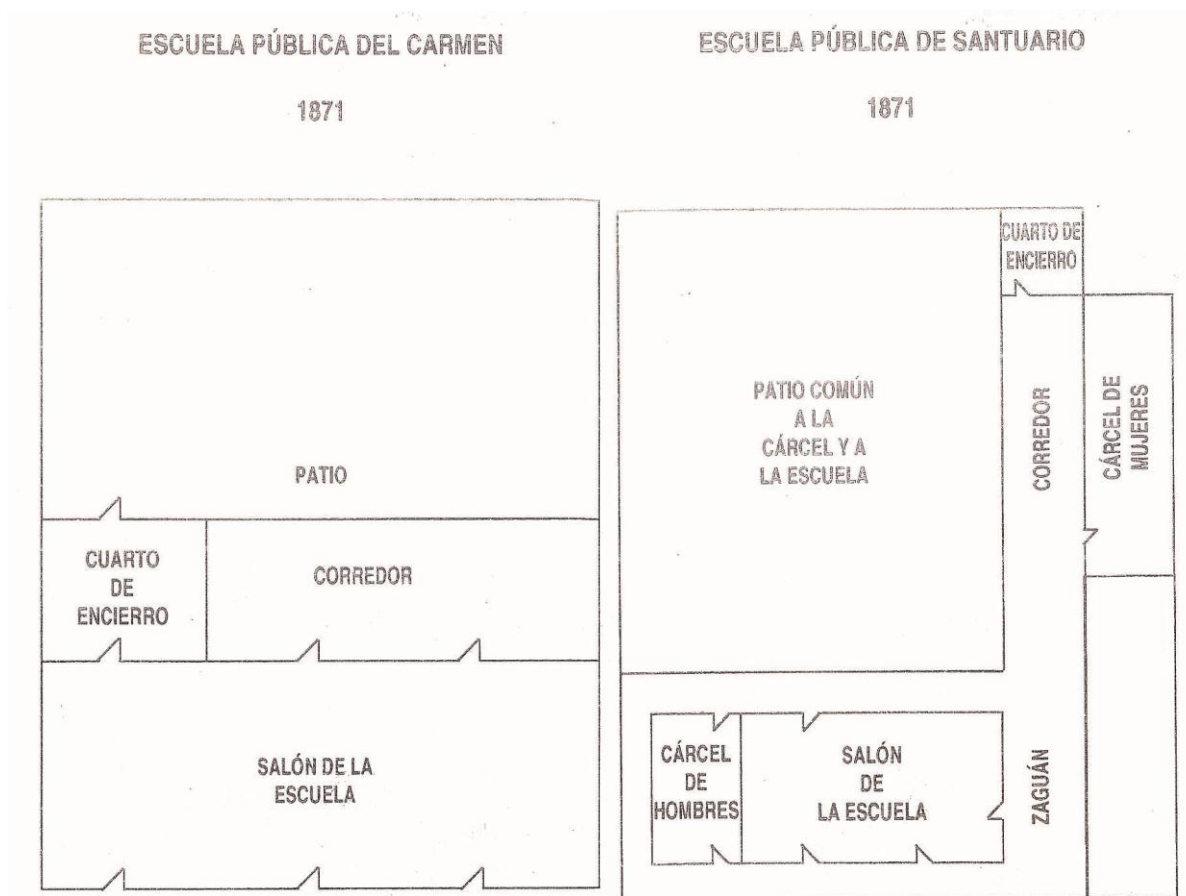 ESCUELA PÚBLICA DEL CARMEN
1871
PATIO
CUARTO
DE
ENCIERRO
CORREDOR
SALÓN DE LA
ESCUELA
ESCUELA PÚBLICA DE SANTUARIO
1871
CUARTO DE
ENCIERRO
PATIO COMÚN
A LA
CÁRCEL Y A
LA ESCUELA
CORREDOR
CÁRCEL DE
MUJERES
CÁRCEL
DE
HOMBRES
SALÓN
DE
LA ESCUELA
ZAGUÁN